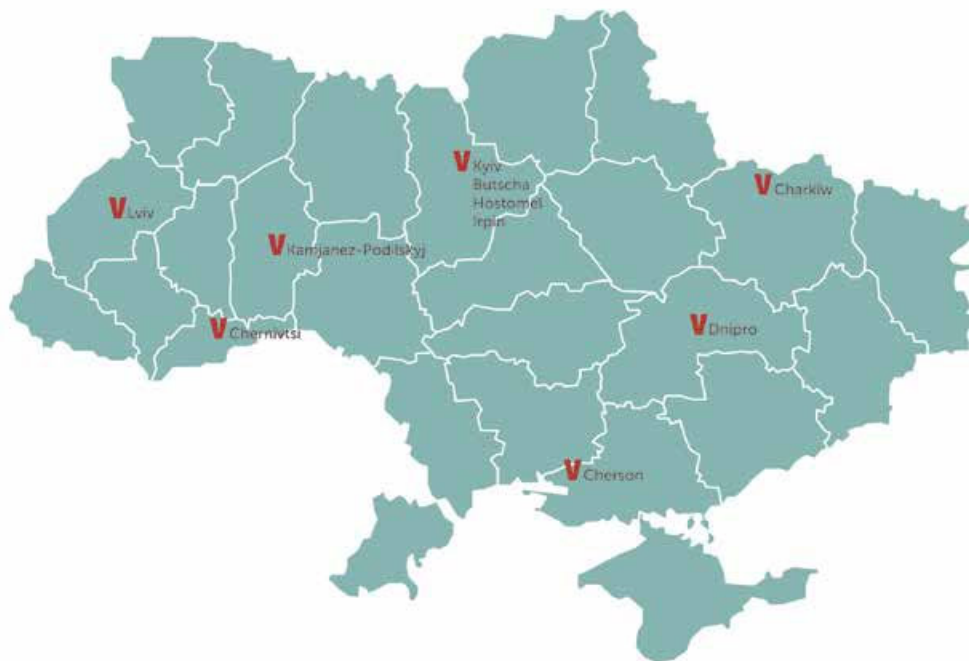 V Kyiv
Butscha
Hostomel
Irpin
V Charkiw
V Lviv
V Kamjanez-Podilskyj
V Dnipro
V Chernivtsi
V Cherson